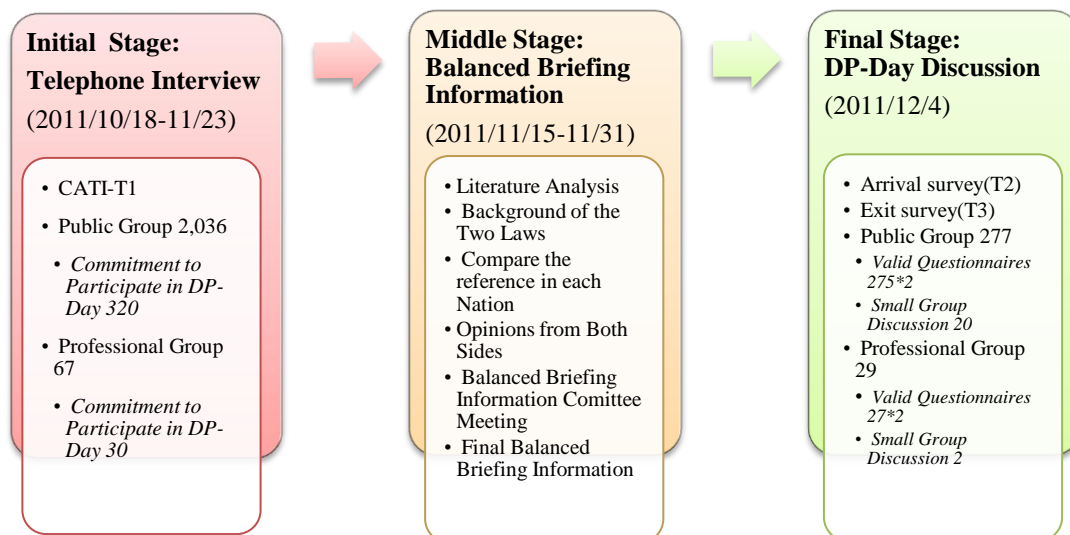 Initial Stage:
Telephone Interview
(2011/10/18-11/23)
• CATI-T1
• Public Group 2,036
• Commitment to
Participate in DP-
Day 320
• Professional Group
67
• Commitment to
Participate in DP-
Day 30
Middle Stage:
Balanced Briefing
Information
(2011/11/15-11/31)
• Literature Analysis
• Background of the
Two Laws
• Compare the
reference in each
Nation
• Opinions from Both
Sides
• Balanced Briefing
Information Comittee
Meeting
• Final Balanced
Briefing Information
Final Stage:
DP-Day Discussion
(2011/12/4)
• Arrival survey(T2)
• Exit survey(T3)
• Public Group 277
• Valid Questionnaires
275*2
• Small Group
Discussion 20
• Professional Group
29
• Valid Questionnaires
27*2
• Small Group
Discussion 2